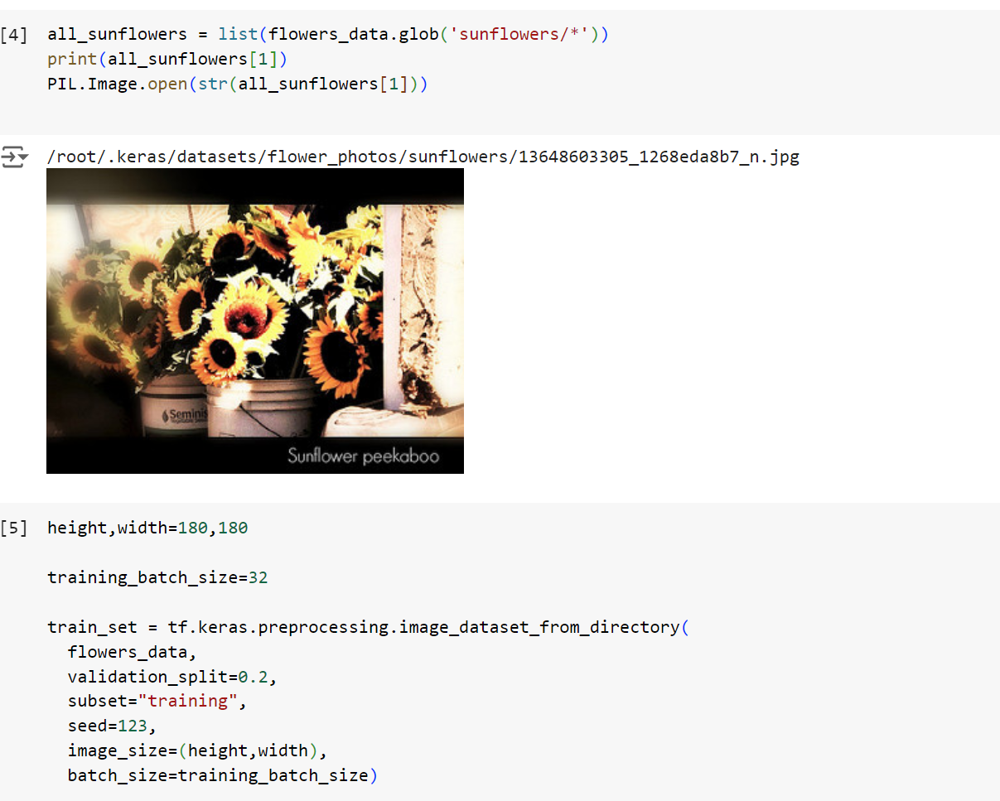 [4] all_sunflowers = list(flowers_data.glob('sunflowers/*'))
print(all_sunflowers[1])
PIL.Image.open(str(all_sunflowers[1]))
/root/.keras/datasets/flower_photos/sunflowers/13648603305_1268eda8b7_n.jpg
Seminis
Sunflower peekaboo
[5] height,width=180,180
training_batch_size=32
train_set = tf.keras.preprocessing.image_dataset_from_directory(
flowers_data,
validation_split=0.2,
subset="training",
seed=123,
image_size=(height,width),
batch_size=training_batch_size)